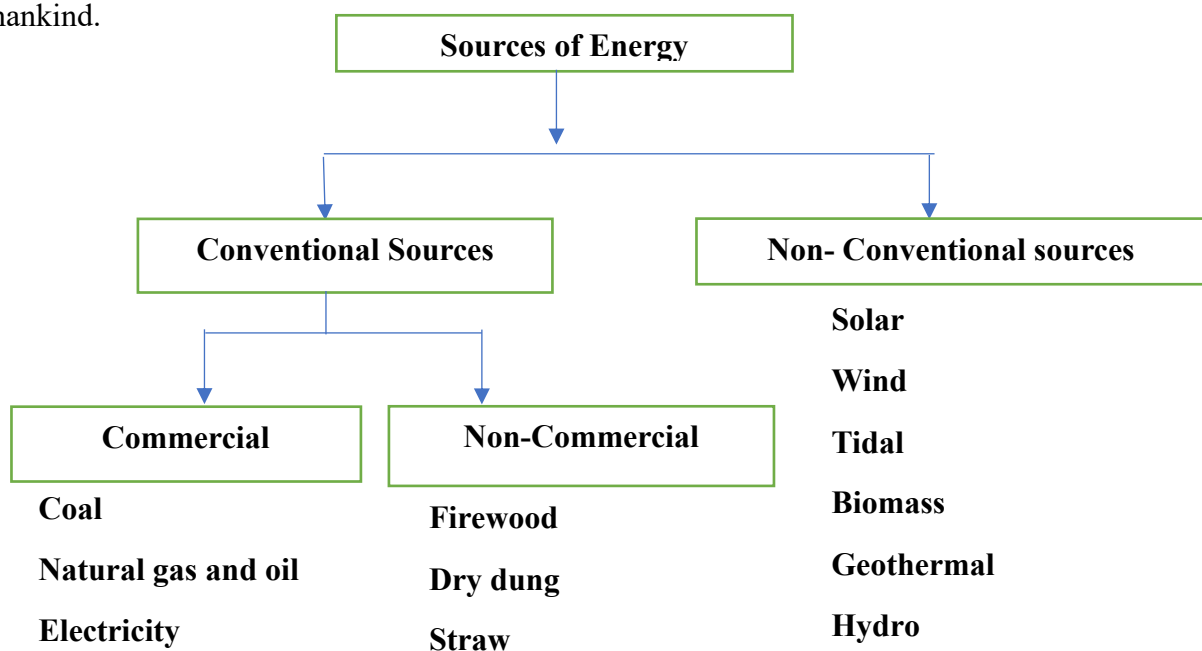 mankind.
Sources of Energy
Conventional Sources
Non- Conventional sources
Commercial
Coal
Natural gas and oil
Electricity
Non-Commercial
Firewood
Dry dung
Straw
Solar
Wind
Tidal
Biomass
Geothermal
Hydro